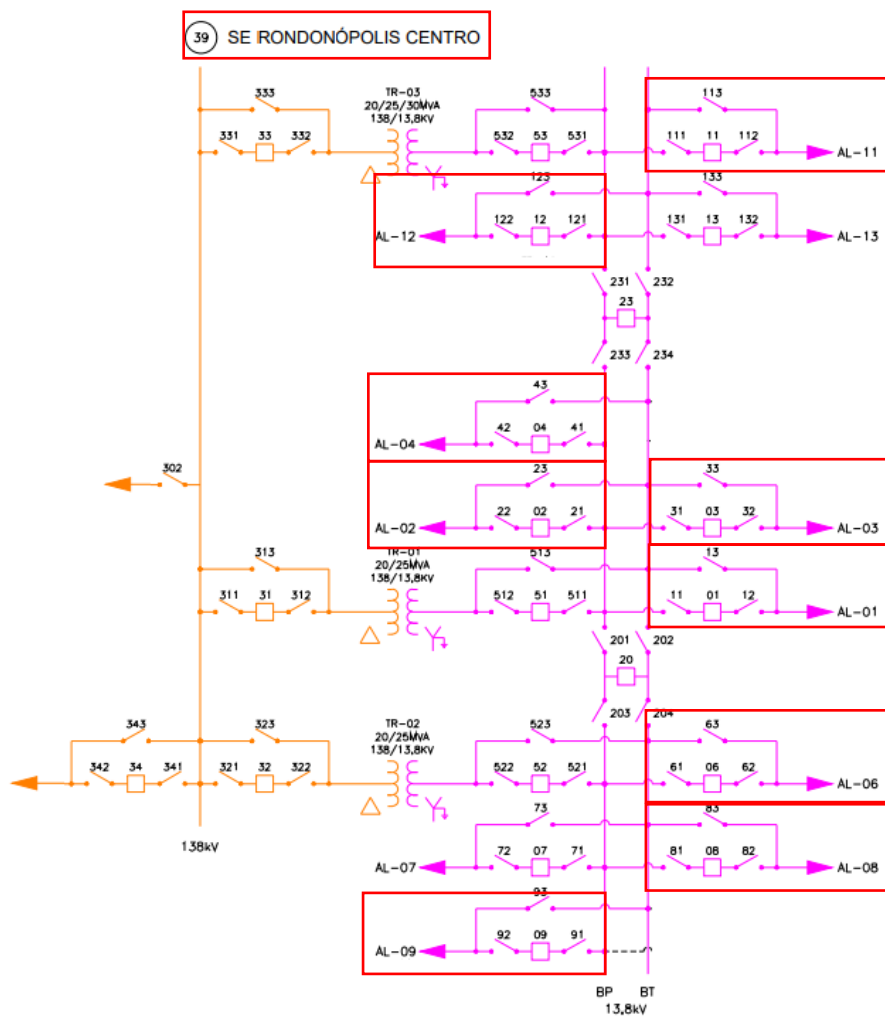 39 SE RONDONÓPOLIS CENTRO
333 TR-03 533 113
20/25/30MVA
138/13,8KV
331 33 332 532 53 531 111 11 112 AL-11
123 133
AL-12 122 12 121 131 13 132 AL-13
231 232
23
233 234
43
AL-04 42 04 41
302 23 33
AL-02 22 02 21 31 03 32 AL-03
313 TR-01 513 13
20/25MVA
138/13,8KV
311 31 312 512 51 511 11 01 12 AL-01
201 202
20
203 204
343 323 TR-02 523 63
20/25MVA
138/13,8KV
342 34 341 321 32 322 522 52 521 61 06 62 AL-06
73 83
138kV
AL-07 72 07 71 81 08 82 AL-08
93
AL-09 92 09 91
BP BT
13,8kV